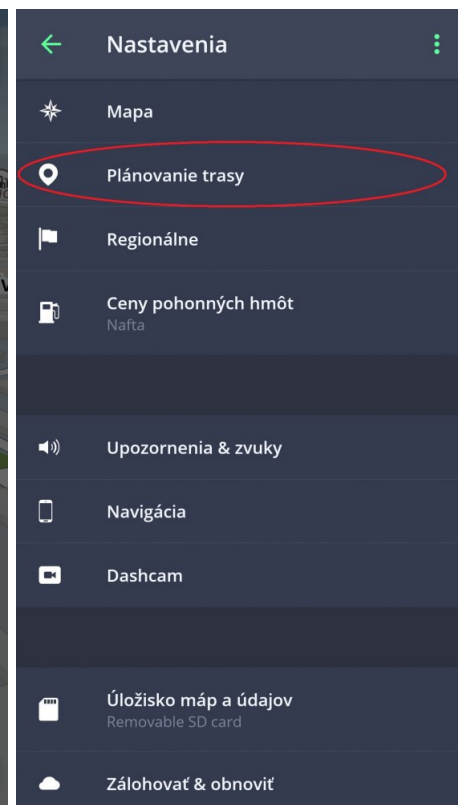 Nastavenia
Mapa
Plánovanie trasy
Regionálne
Ceny pohonných hmôt
Nafta
Upozornenia & zvuky
Navigácia
Dashcam
Úložisko máp a údajov
Removable SD card
Zálohovať & obnoviť